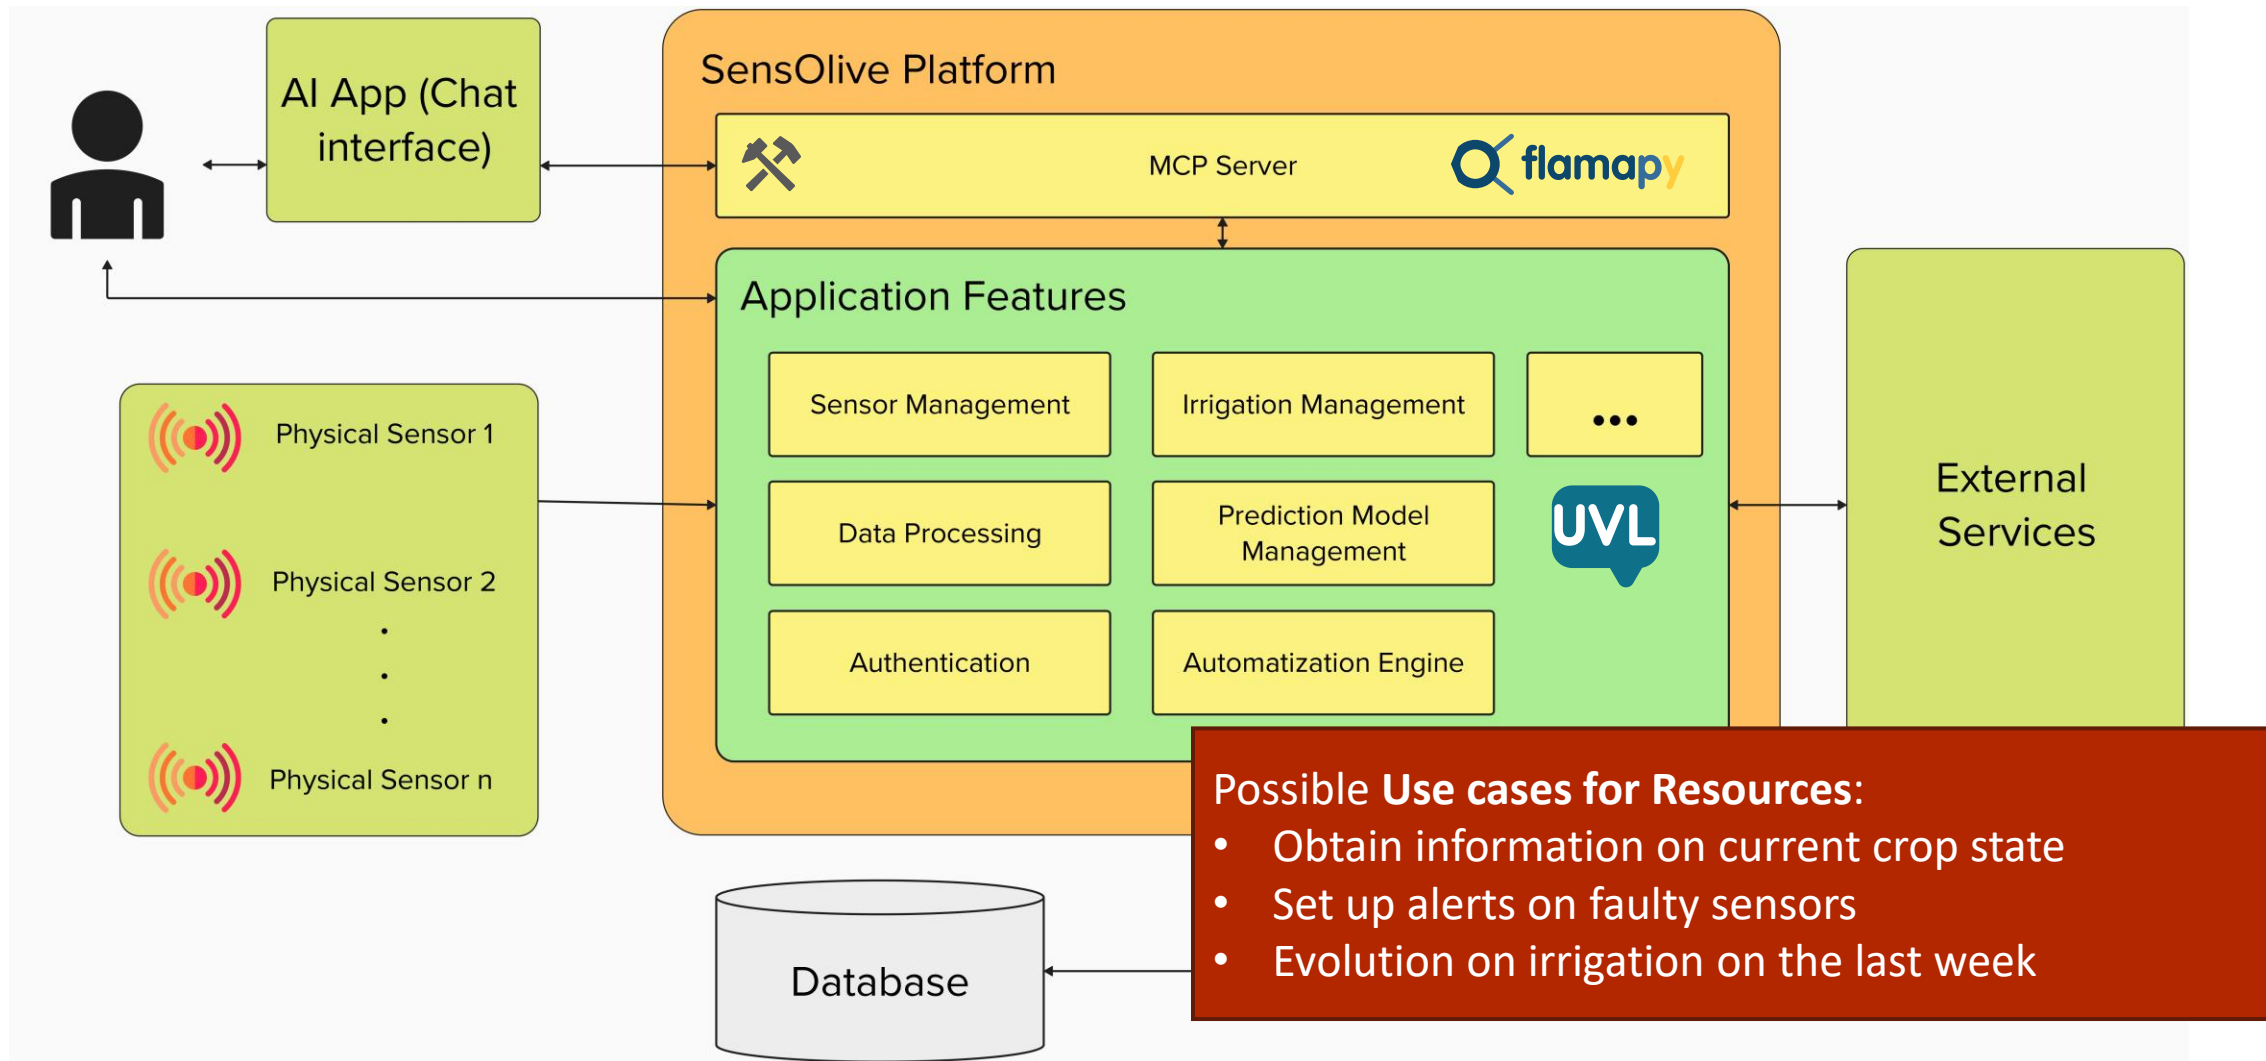 AI App (Chat
interface)
SensOlive Platform
MCP Server
flamapy
Application Features
Sensor Management
Irrigation Management
...
Data Processing
Prediction Model
Management
UVL
Authentication
Automatization Engine
Physical Sensor 1
Physical Sensor 2
.
.
.
Physical Sensor n
External
Services
Database
Possible Use cases for Resources:
• Obtain information on current crop state
• Set up alerts on faulty sensors
• Evolution on irrigation on the last week